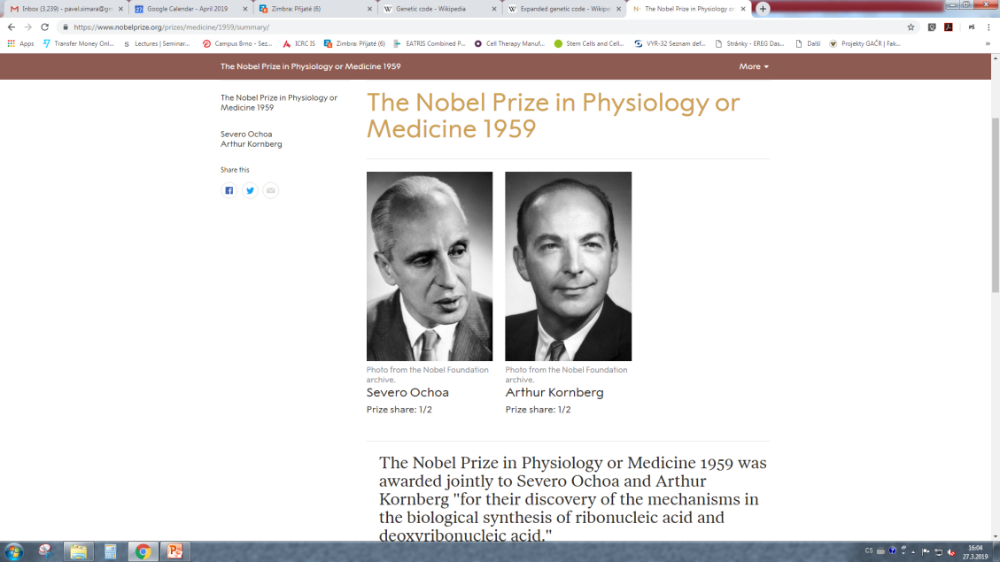 Inbox (3,239) - pavel.simara@gm
Google Calendar - April 2019
Zimbra: Přijaté (6)
Genetic code - Wikipedia
Expanded genetic code - Wikipe
The Nobel Prize in Physiology or
https://www.nobelprize.org/prizes/medicine/1959/summary/
Apps
Transfer Money Onl...
Lectures | Seminar...
Campus Brno - Sez...
ICRC IS
Zimbra: Přijaté (6)
EATRIS Combined P...
Cell Therapy Manuf...
Stem Cells and Cell...
VYR-32 Seznam def...
Stránky - EREG Das...
Další
Projekty GAČR | Fak...
The Nobel Prize in Physiology or Medicine 1959
More
The Nobel Prize in Physiology or
Medicine 1959
Severo Ochoa
Arthur Kornberg
Share this
The Nobel Prize in Physiology or
Medicine 1959
Photo from the Nobel Foundation
archive.
Severo Ochoa
Prize share: 1/2
Photo from the Nobel Foundation
archive.
Arthur Kornberg
Prize share: 1/2
The Nobel Prize in Physiology or Medicine 1959 was
awarded jointly to Severo Ochoa and Arthur
Kornberg "for their discovery of the mechanisms in
the biological synthesis of ribonucleic acid and
deoxyribonucleic acid."
CS
16:04
27.3.2019